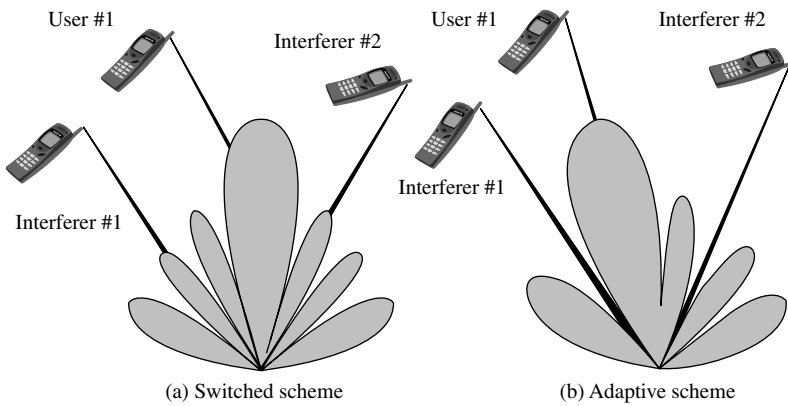 User #1
Interferer #2
Interferer #1
(a) Switched scheme
User #1
Interferer #2
Interferer #1
(b) Adaptive scheme